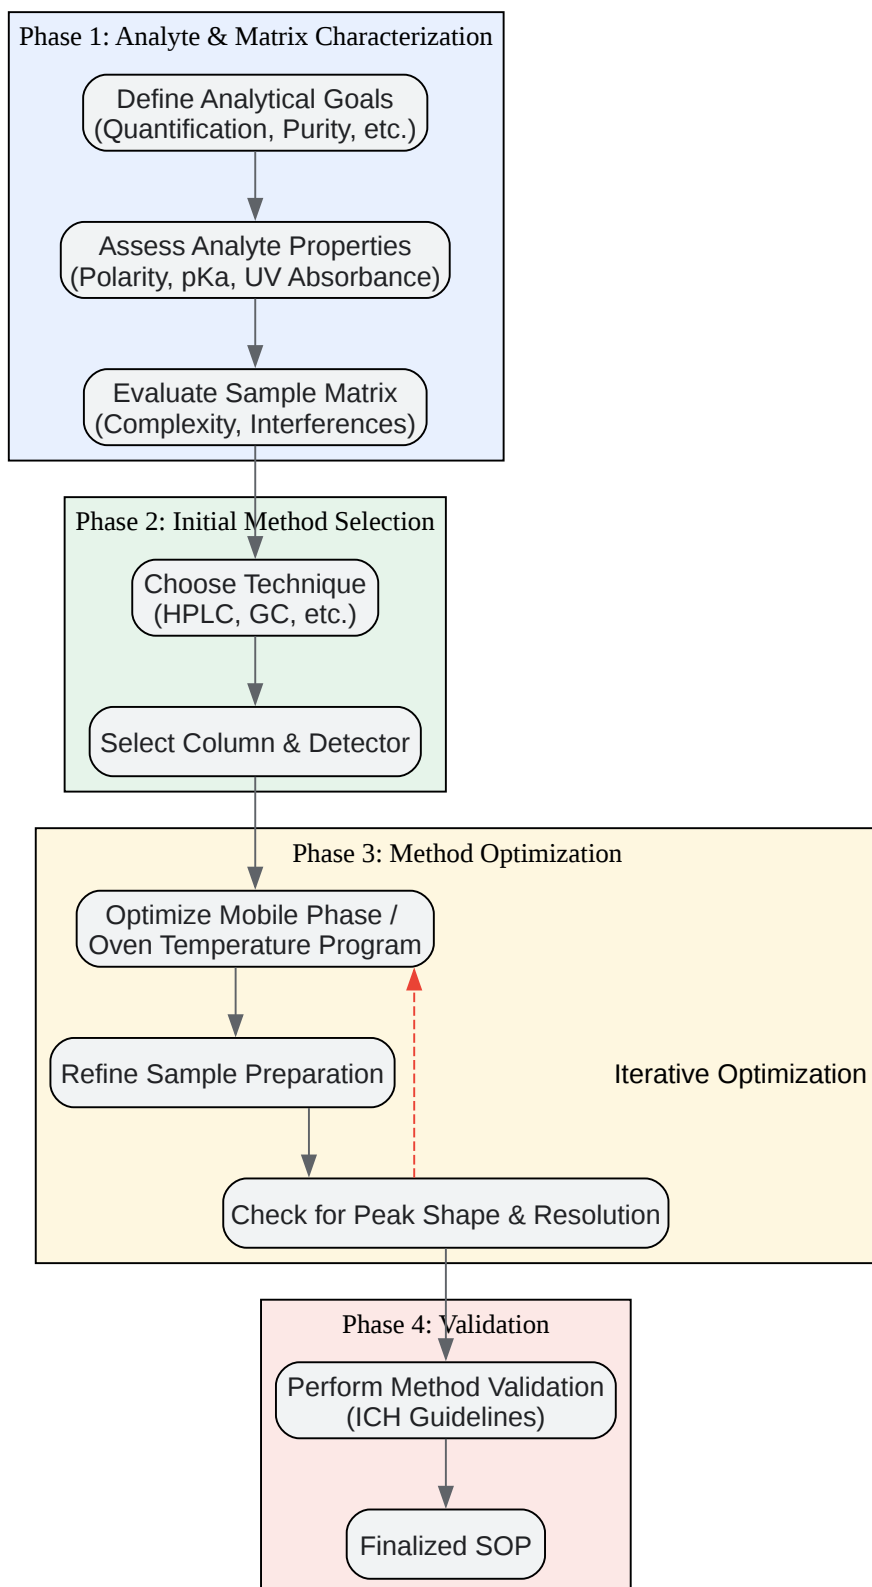 Phase 1: Analyte & Matrix Characterization
Define Analytical Goals
(Quantification, Purity, etc.)
Assess Analyte Properties
(Polarity, pKa, UV Absorbance)
Evaluate Sample Matrix
(Complexity, Interferences)
Phase 2: Initial Method Selection
Choose Technique
(HPLC, GC, etc.)
Select Column & Detector
Phase 3: Method Optimization
Optimize Mobile Phase /
Oven Temperature Program
Refine Sample Preparation
Iterative Optimization
Check for Peak Shape & Resolution
Phase 4: Validation
Perform Method Validation
(ICH Guidelines)
Finalized SOP